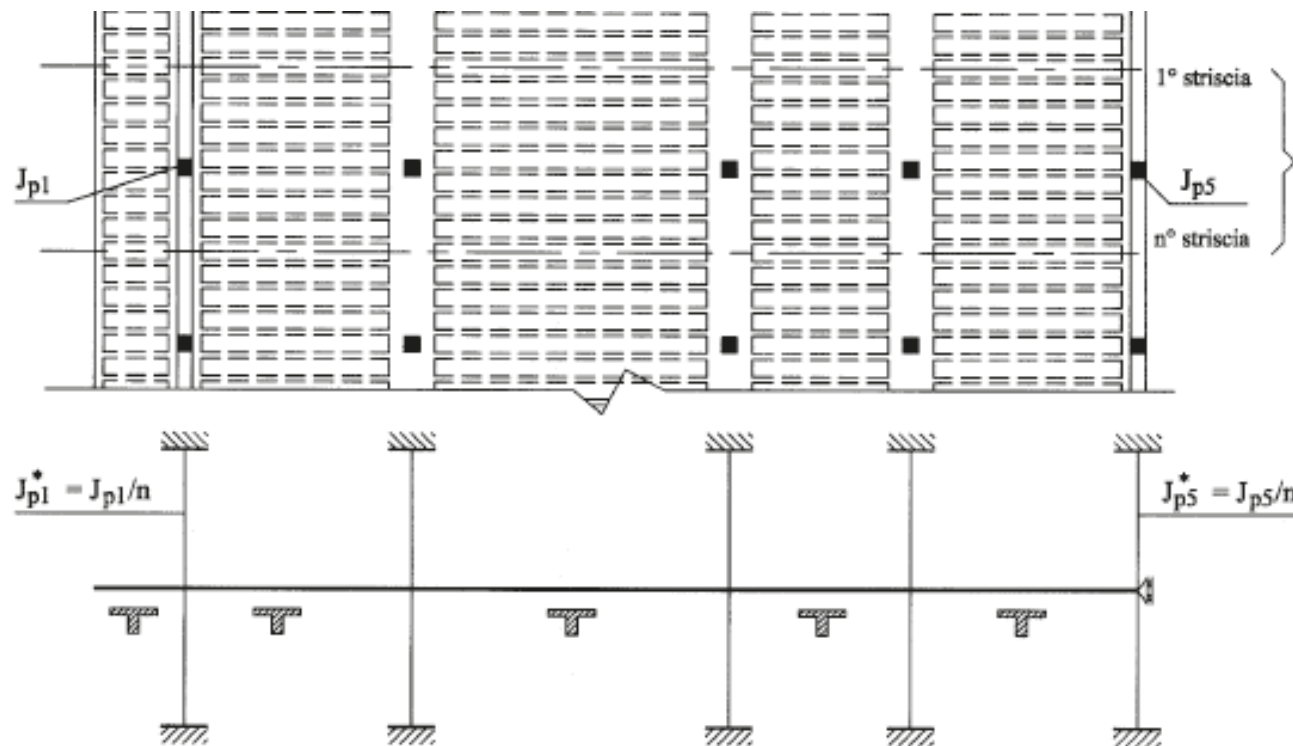 1° striscia
J_p1
J_p5
n° striscia
J*_p1 = J_p1/n
J*_p5 = J_p5/n